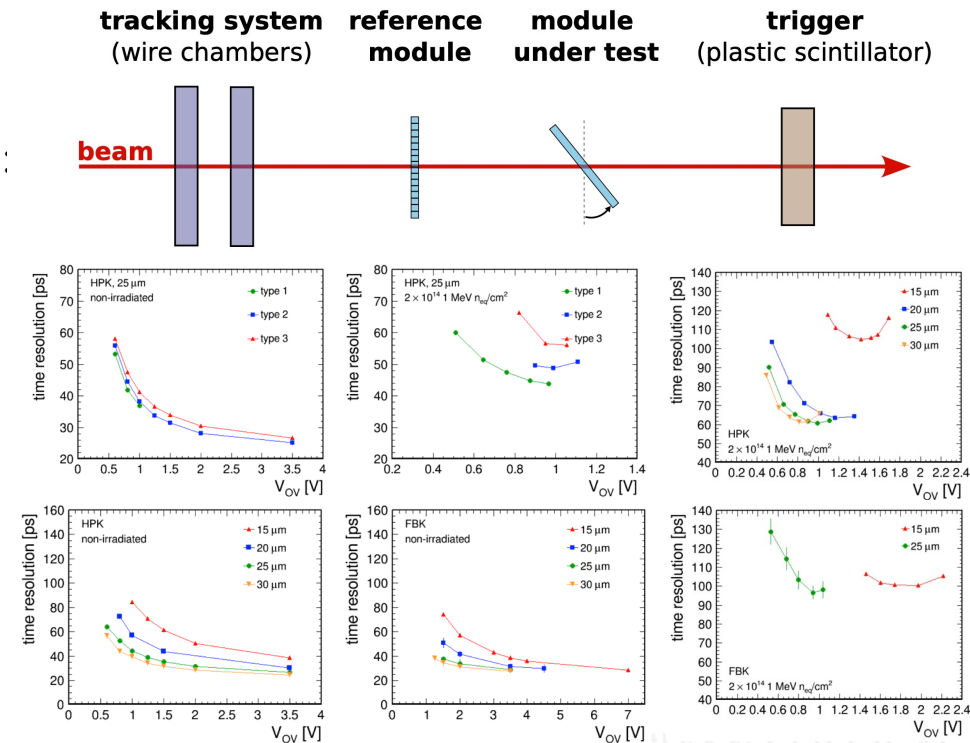 tracking system
(wire chambers)
reference
module
module
under test
trigger
(plastic scintillator)
beam
time resolution [ps]
80
70
60
50
40
30
20
HPK, 25 μm
non-irradiated
type 1
type 2
type 3
0 0.5 1.0 1.5 2.0 2.5 3.0 3.5 4.0
V_OV [V]
time resolution [ps]
80
70
60
50
40
30
20
HPK, 25 μm
2 × 10^14 1 MeV n_eq/cm²
type 1
type 2
type 3
0.2 0.4 0.6 0.8 1.0 1.2 1.4
V_OV [V]
time resolution [ps]
140
130
120
110
100
90
80
70
60
50
40
15 μm
20 μm
25 μm
30 μm
HPK
2 × 10^14 1 MeV n_eq/cm²
0 0.2 0.4 0.6 0.8 1 1.2 1.4 1.6 1.8 2 2.2 2.4
V_OV [V]
time resolution [ps]
160
140
120
100
80
60
40
20
0
HPK
non-irradiated
15 μm
20 μm
25 μm
30 μm
0 0.5 1.0 1.5 2.0 2.5 3.0 3.5 4.0
V_OV [V]
time resolution [ps]
160
140
120
100
80
60
40
20
0
FBK
non-irradiated
15 μm
20 μm
25 μm
30 μm
0 1 2 3 4 5 6 7
V_OV [V]
time resolution [ps]
140
130
120
110
100
90
80
70
60
50
40
15 μm
25 μm
FBK
2 × 10^14 1 MeV n_eq/cm²
0 0.2 0.4 0.6 0.8 1 1.2 1.4 1.6 1.8 2 2.2 2.4
V_OV [V]